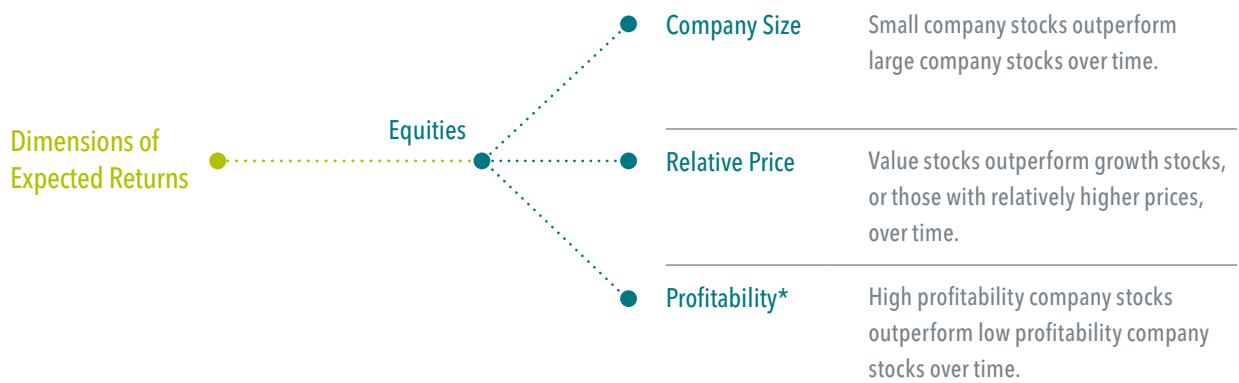 Dimensions of
Expected Returns
Equities
Company Size
Small company stocks outperform
large company stocks over time.
Relative Price
Value stocks outperform growth stocks,
or those with relatively higher prices,
over time.
Profitability*
High profitability company stocks
outperform low profitability company
stocks over time.